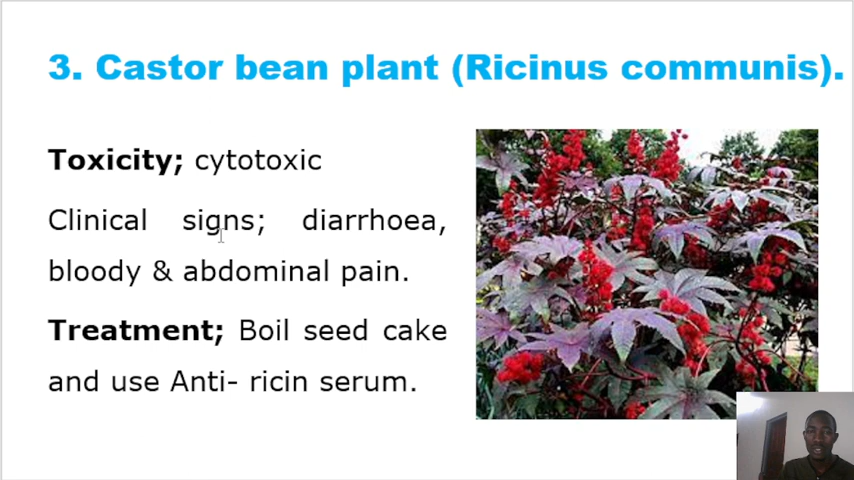 3. Castor bean plant (Ricinus communis).
Toxicity; cytotoxic
Clinical signs; diarrhoea,
bloody & abdominal pain.
Treatment; Boil seed cake
and use Anti- ricin serum.